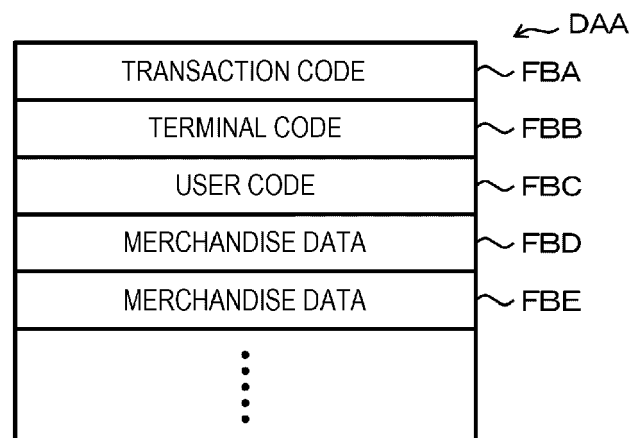 DAA
TRANSACTION CODE FBA
TERMINAL CODE FBB
USER CODE FBC
MERCHANDISE DATA FBD
MERCHANDISE DATA FBE